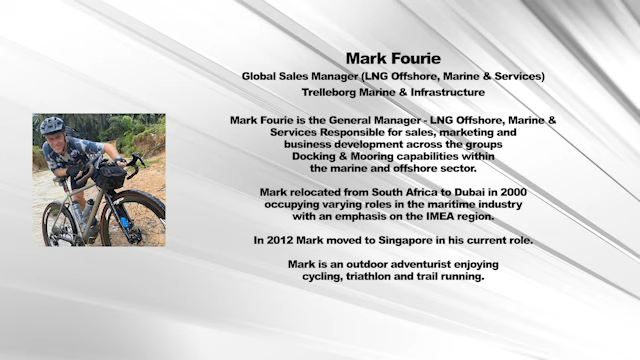 Mark Fourie
Global Sales Manager (LNG Offshore, Marine & Services)
Trelleborg Marine & Infrastructure
Mark Fourie is the General Manager - LNG Offshore, Marine &
Services Responsible for sales, marketing and
business development across the groups
Docking & Mooring capabilities within
the marine and offshore sector.
Mark relocated from South Africa to Dubai in 2000
occupying varying roles in the maritime industry
with an emphasis on the IMEA region.
In 2012 Mark moved to Singapore in his current role.
Mark is an outdoor adventurist enjoying
cycling, triathlon and trail running.